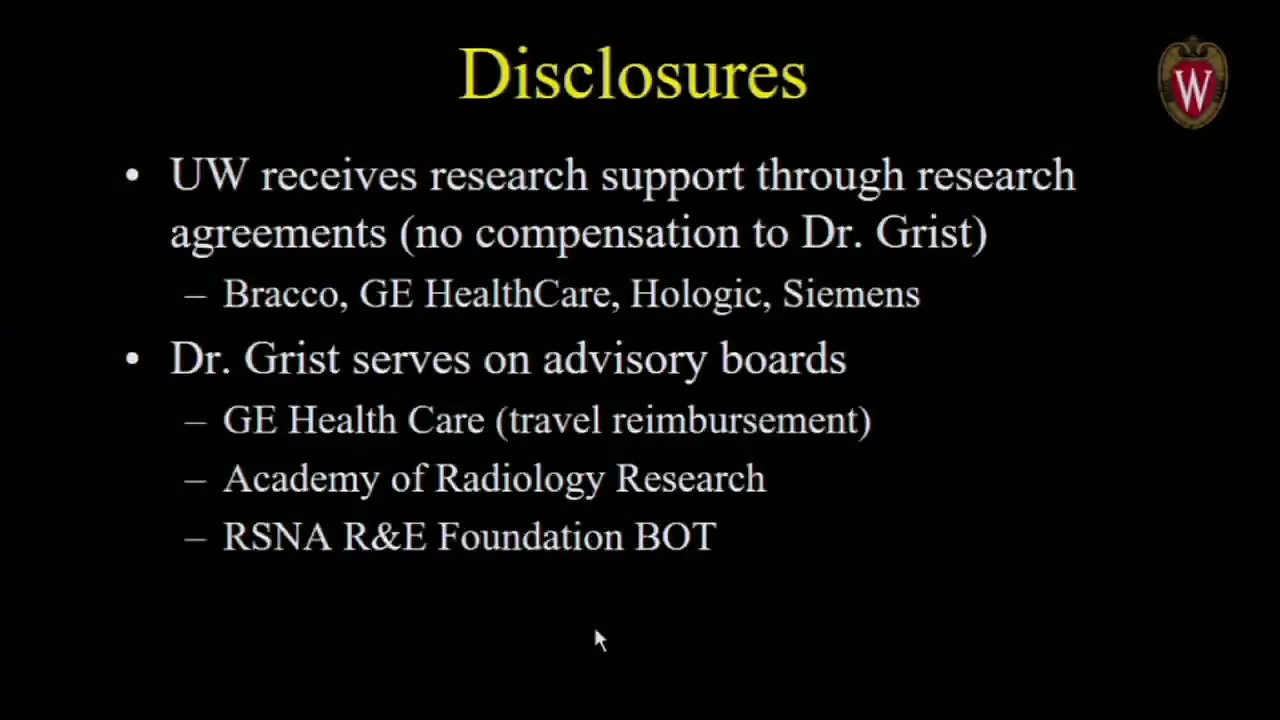 Disclosures
W
• UW receives research support through research
agreements (no compensation to Dr. Grist)
– Bracco, GE HealthCare, Hologic, Siemens
• Dr. Grist serves on advisory boards
– GE Health Care (travel reimbursement)
– Academy of Radiology Research
– RSNA R&E Foundation BOT